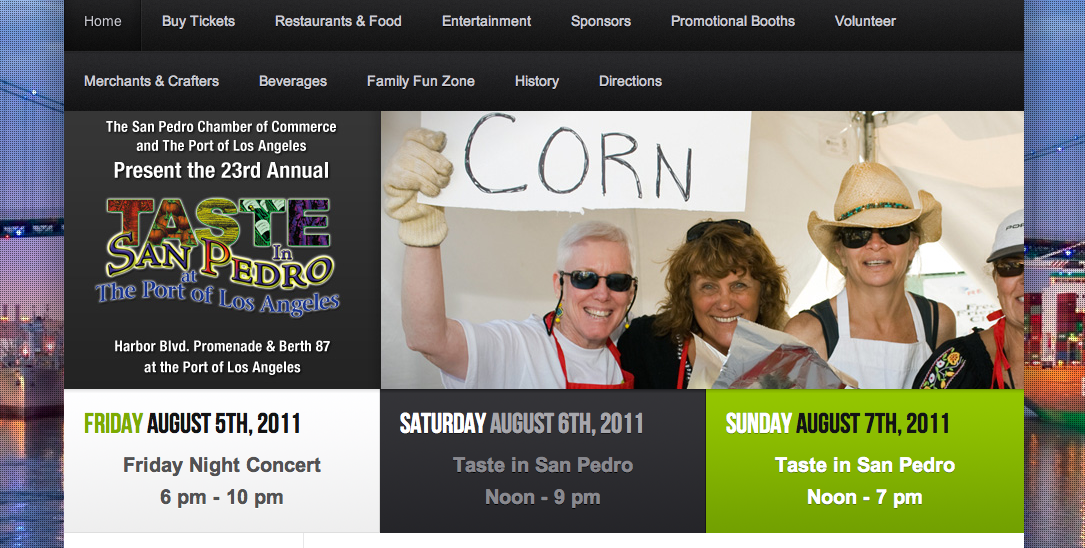 Home Buy Tickets Restaurants & Food Entertainment Sponsors Promotional Booths Volunteer
Merchants & Crafters Beverages Family Fun Zone History Directions
The San Pedro Chamber of Commerce
and The Port of Los Angeles
Present the 23rd Annual
TASTE
In
SAN PEDRO
at
The Port of Los Angeles
Harbor Blvd. Promenade & Berth 87
at the Port of Los Angeles
CORN
FRIDAY AUGUST 5TH, 2011
Friday Night Concert
6 pm - 10 pm
SATURDAY AUGUST 6TH, 2011
Taste in San Pedro
Noon - 9 pm
SUNDAY AUGUST 7TH, 2011
Taste in San Pedro
Noon - 7 pm